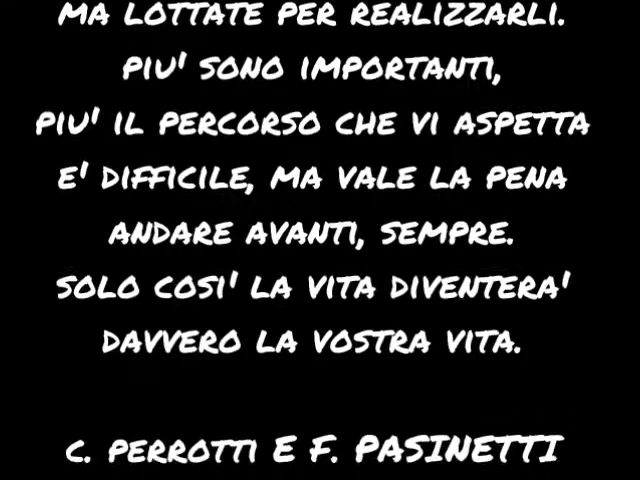 MA LOTTATE PER REALIZZARLI.
PIU' SONO IMPORTANTI,
PIU' IL PERCORSO CHE VI ASPETTA
E' DIFFICILE, MA VALE LA PENA
ANDARE AVANTI, SEMPRE.
SOLO COSI' LA VITA DIVENTERA'
DAVVERO LA VOSTRA VITA.
C. PERROTTI E F. PASINETTI